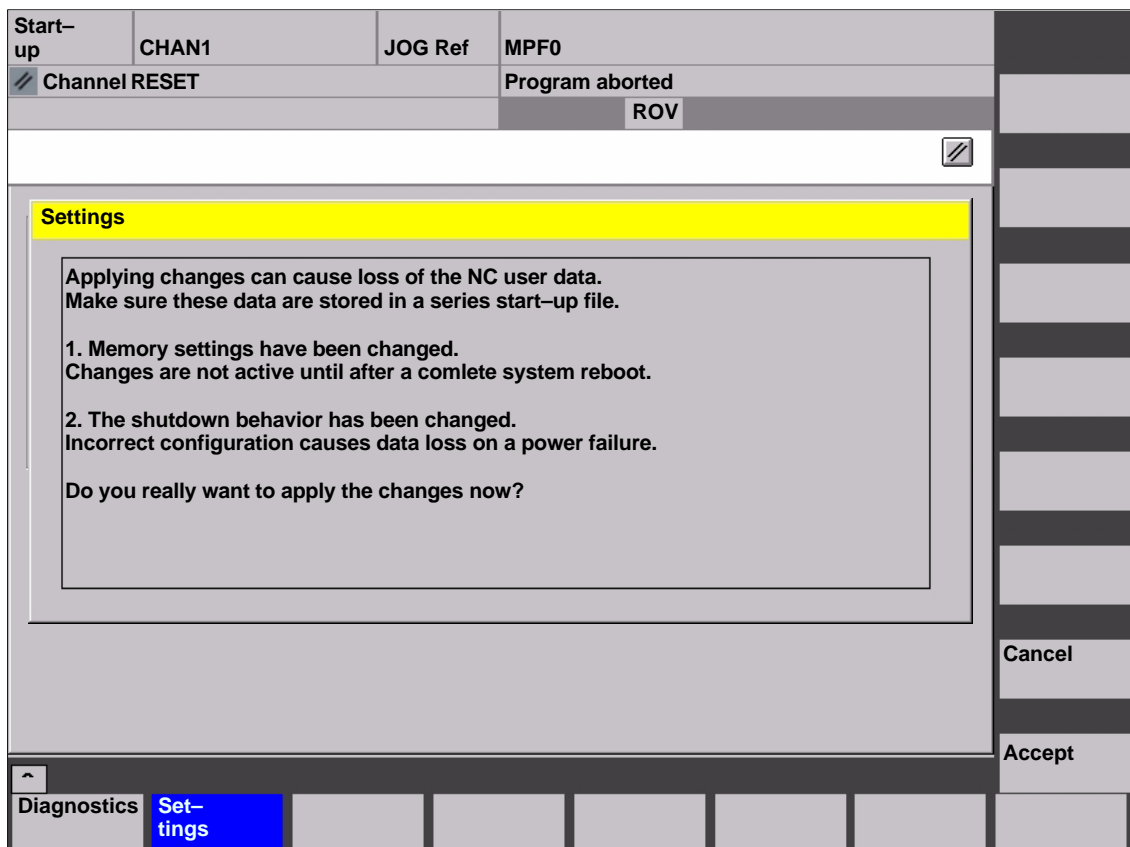 Start–
up CHAN1 JOG Ref MPF0
Channel RESET Program aborted
ROV
Settings
Applying changes can cause loss of the NC user data.
Make sure these data are stored in a series start–up file.
1. Memory settings have been changed.
Changes are not active until after a comlete system reboot.
2. The shutdown behavior has been changed.
Incorrect configuration causes data loss on a power failure.
Do you really want to apply the changes now?
Cancel
Accept
^
Diagnostics Set–
tings